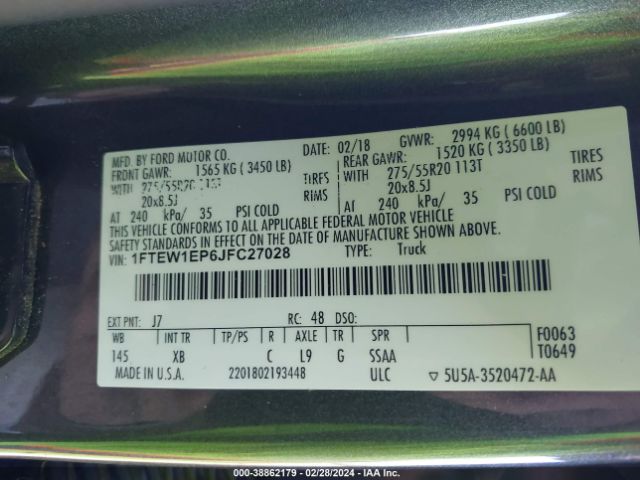 MFD. BY FORD MOTOR CO. DATE: 02/18 GVWR: 2994 KG ( 6600 LB)
FRONT GAWR: 1565 KG ( 3450 LB) REAR GAWR: 1520 KG ( 3350 LB)
WITH 275/55R20 113T TIRES WITH 275/55R20 113T TIRES
20x8.5J RIMS 20x8.5J RIMS
AT 240 kPa/ 35 PSI COLD AT 240 kPa/ 35 PSI COLD
THIS VEHICLE CONFORMS TO ALL APPLICABLE FEDERAL MOTOR VEHICLE
SAFETY STANDARDS IN EFFECT ON THE DATE OF MANUFACTURE SHOWN ABOVE.
VIN: 1FTEW1EP6JFC27028 TYPE: Truck
EXT PNT: J7 RC: 48 DSO: F0063
WB INT TR TP/PS R AXLE TR SPR T0649
145 XB C L9 G SSAA
MADE IN U.S.A. 2201802193448 ULC ▽ 5U5A-3520472-AA
000-38862179 - 02/28/2024 - IAA Inc.